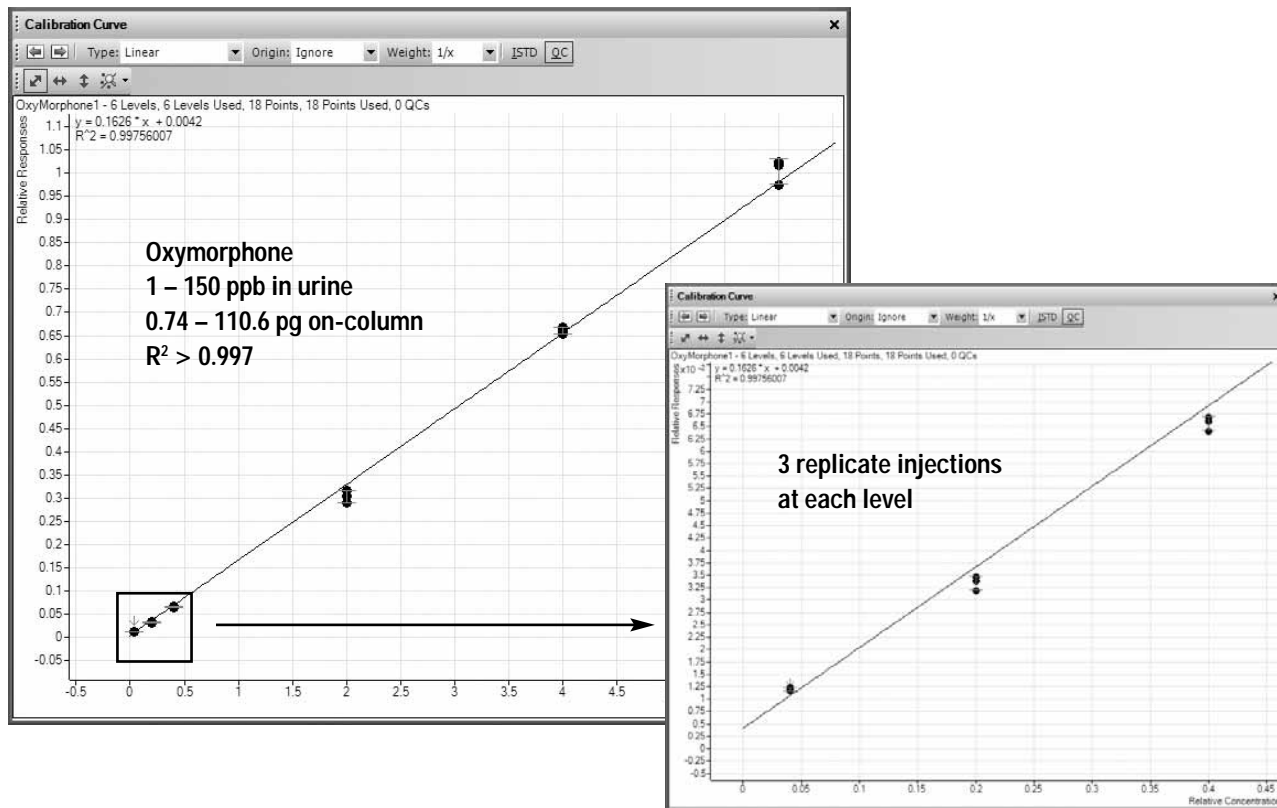 Calibration Curve
Type: Linear Origin: Ignore Weight: 1/x ISTD QC
OxyMorphone1 - 6 Levels, 6 Levels Used, 18 Points, 18 Points Used, 0 QCs
y = 0.1626 * x + 0.0042
R^2 = 0.99756007
Relative Responses
1.1
1.05
1
0.95
0.9
0.85
0.8
0.75
0.7
0.65
0.6
0.55
0.5
0.45
0.4
0.35
0.3
0.25
0.2
0.15
0.1
0.05
0
-0.05
-0.5 0 0.5 1 1.5 2 2.5 3 3.5 4 4.5
Oxymorphone
1 – 150 ppb in urine
0.74 – 110.6 pg on-column
R² > 0.997
Calibration Curve
Type: Linear Origin: Ignore Weight: 1/x ISTD QC
OxyMorphone1 - 6 Levels, 6 Levels Used, 18 Points, 18 Points Used, 0 QCs
y = 0.1626 * x + 0.0042
R^2 = 0.99756007
Relative Responses
x10 -2
7.25
7
6.75
6.5
6.25
6
5.75
5.5
5.25
5
4.75
4.5
4.25
4
3.75
3.5
3.25
3
2.75
2.5
2.25
2
1.75
1.5
1.25
1
0.75
0.5
0.25
0
-0.25
-0.5
0 0.05 0.1 0.15 0.2 0.25 0.3 0.35 0.4 0.45
Relative Concentration
3 replicate injections
at each level